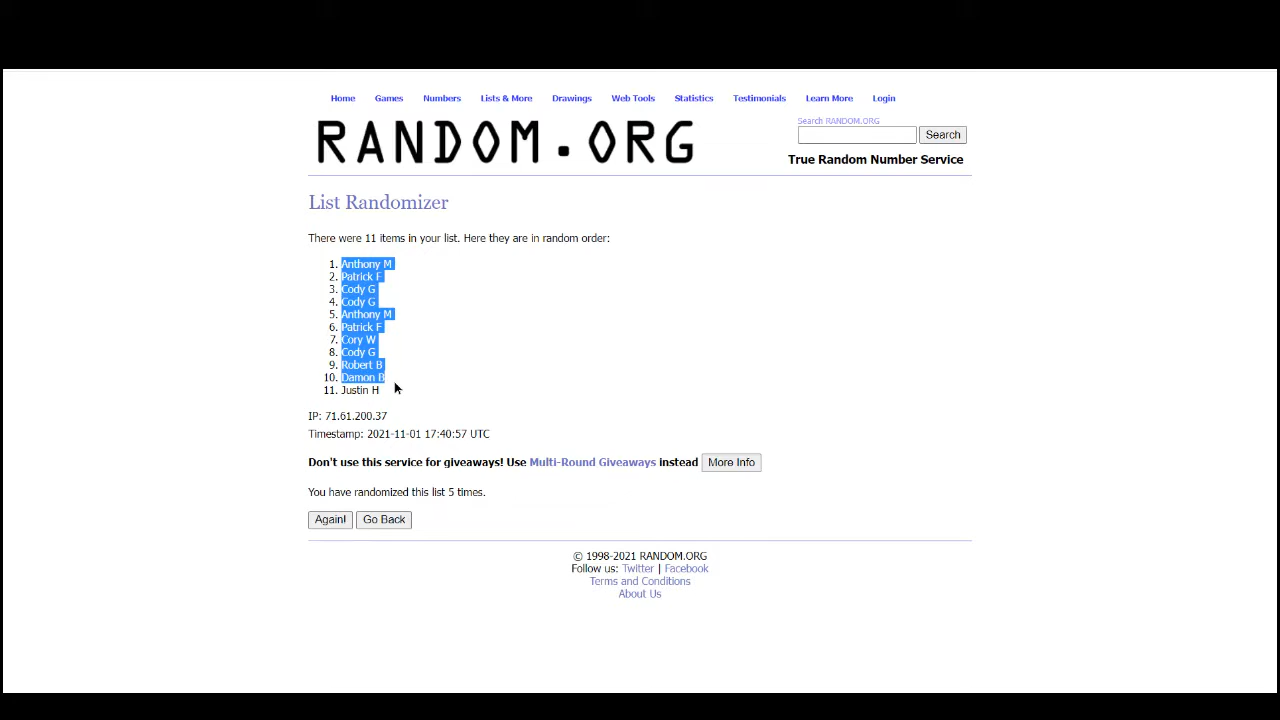 Home Games Numbers Lists & More Drawings Web Tools Statistics Testimonials Learn More Login
RANDOM.ORG
Search RANDOM.ORG
Search
True Random Number Service
List Randomizer
There were 11 items in your list. Here they are in random order:
1. Anthony M
2. Patrick F
3. Cody G
4. Cody G
5. Anthony M
6. Patrick F
7. Cory W
8. Cody G
9. Robert B
10. Damon B
11. Justin H
IP: 71.61.200.37
Timestamp: 2021-11-01 17:40:57 UTC
Don't use this service for giveaways! Use Multi-Round Giveaways instead More Info
You have randomized this list 5 times.
Again! Go Back
© 1998-2021 RANDOM.ORG
Follow us: Twitter | Facebook
Terms and Conditions
About Us